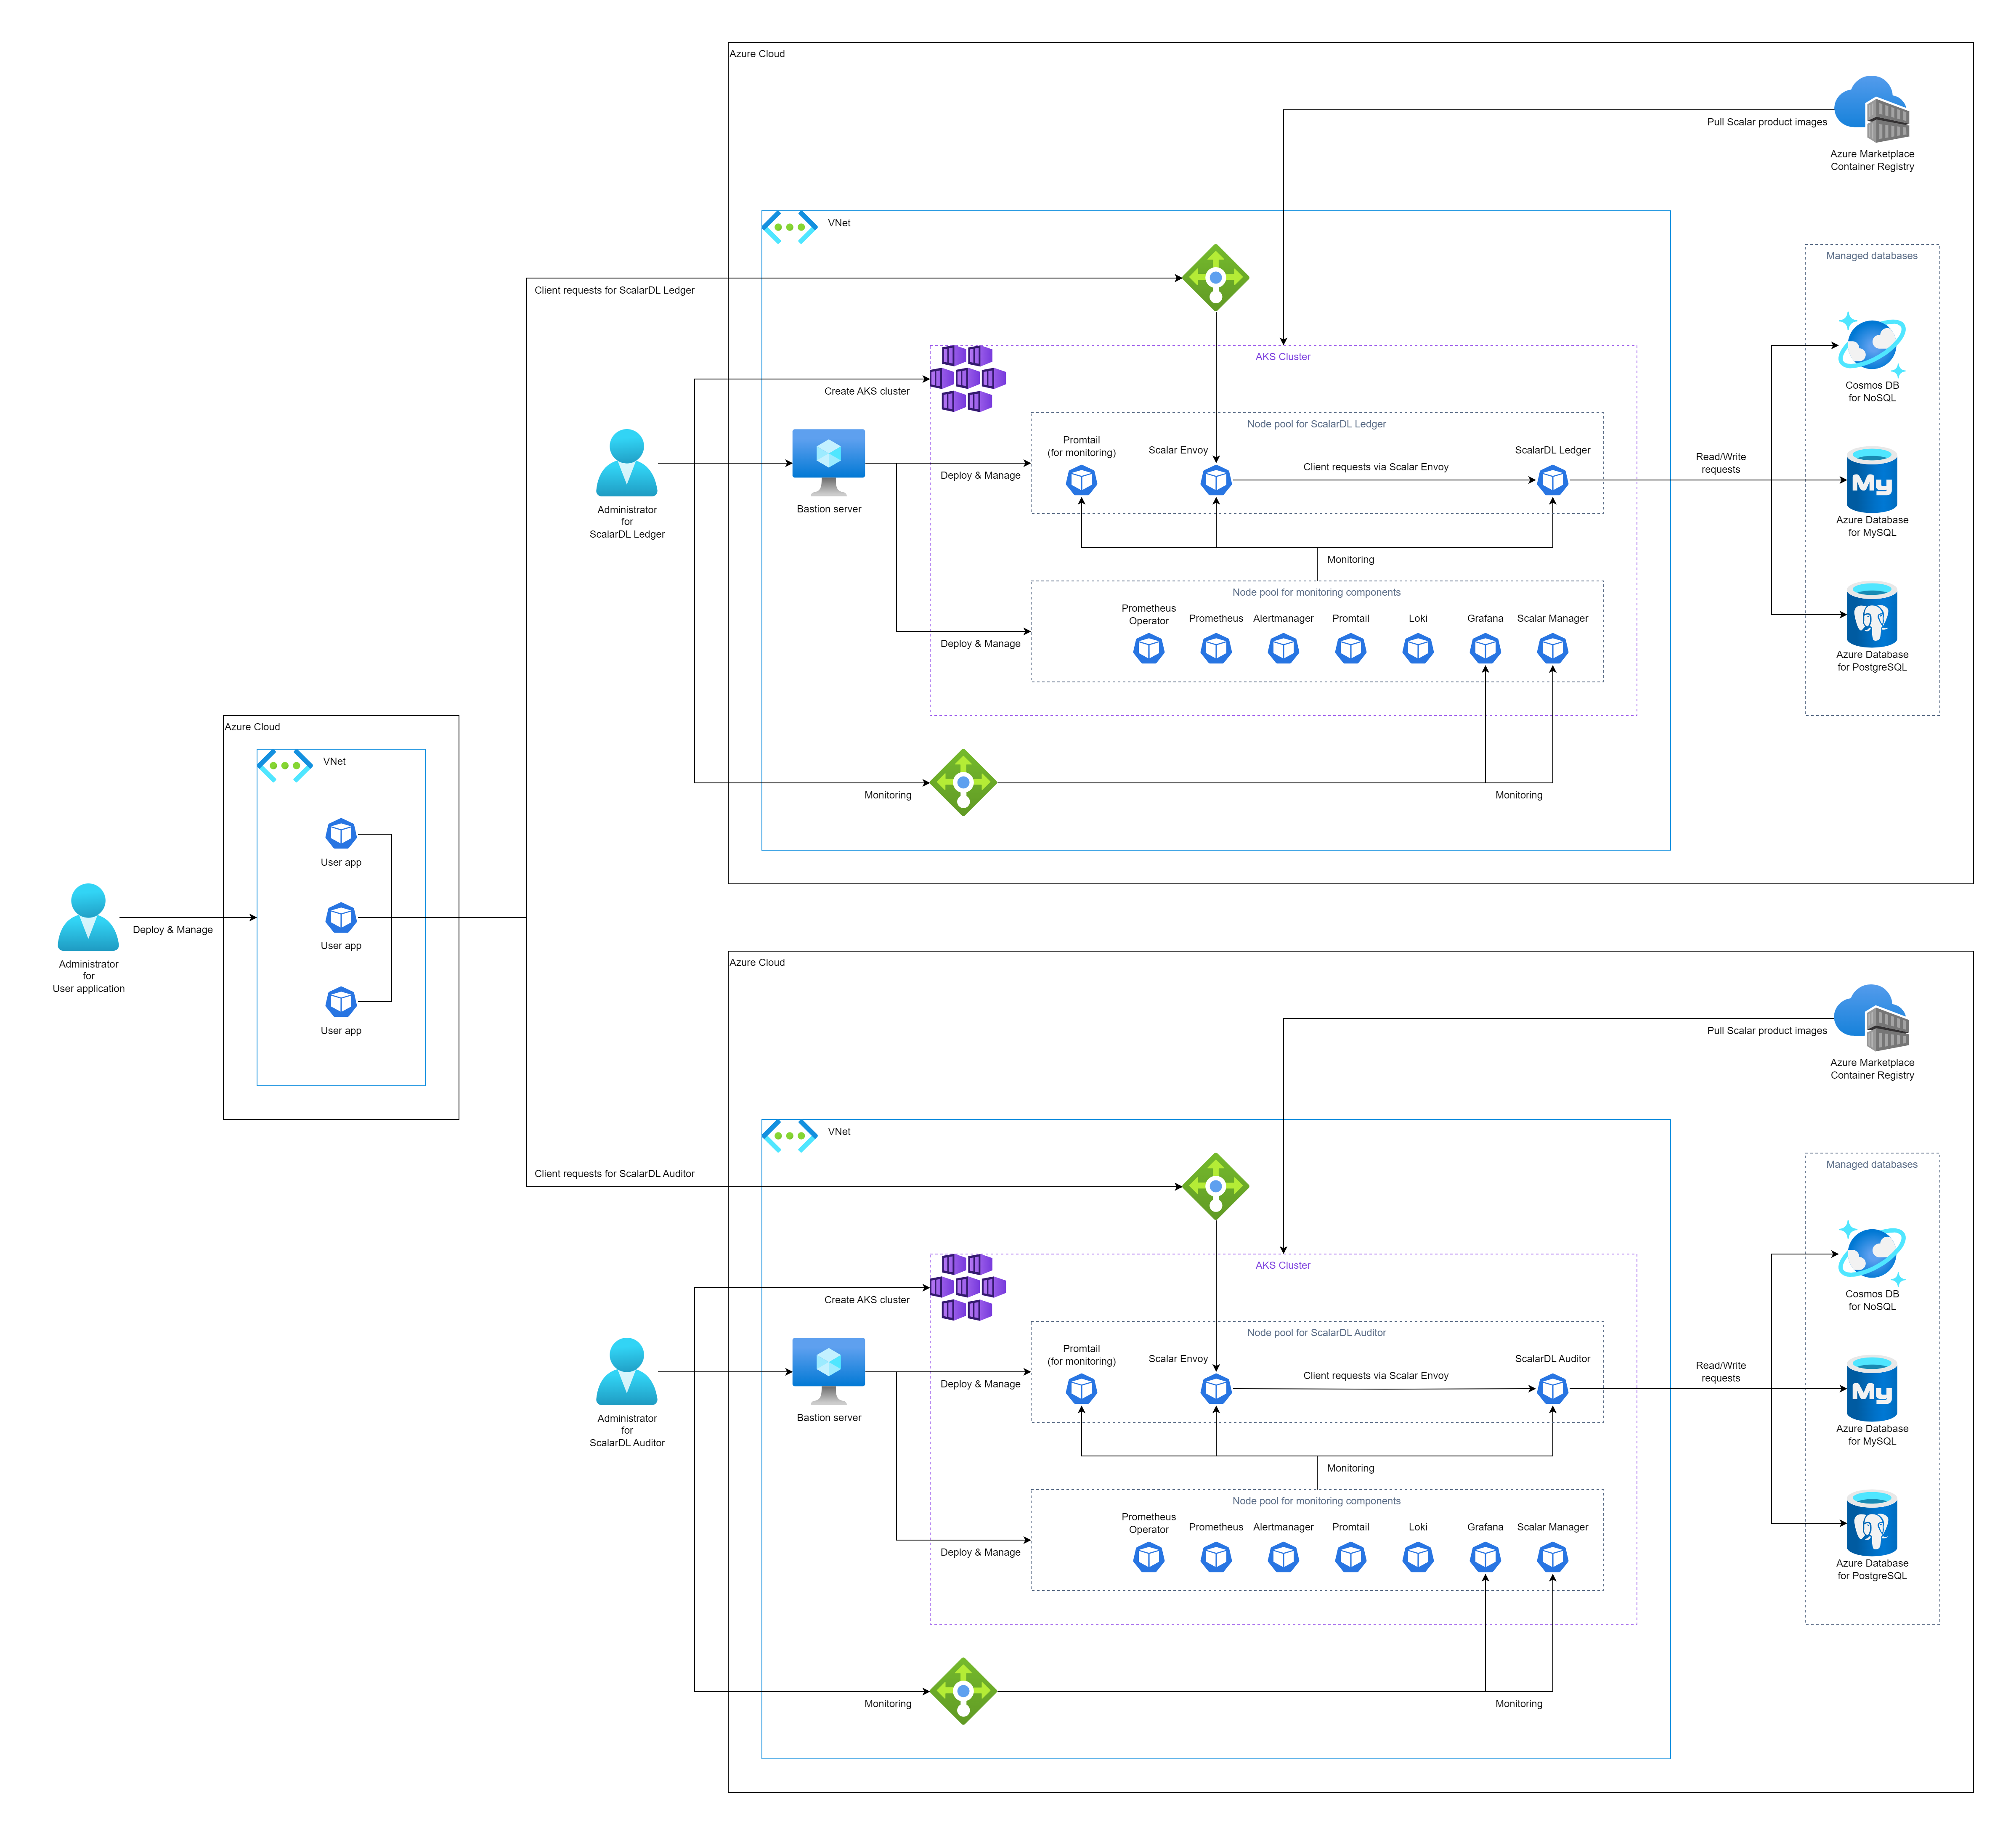 Azure Cloud
Pull Scalar product images
Azure Marketplace
Container Registry
VNet
Managed databases
Client requests for ScalarDL Ledger
AKS Cluster
Create AKS cluster
Cosmos DB
for NoSQL
Node pool for ScalarDL Ledger
Promtail
(for monitoring)
Scalar Envoy
ScalarDL Ledger
Client requests via Scalar Envoy
Read/Write
requests
Deploy & Manage
Administrator
for
ScalarDL Ledger
Bastion server
Azure Database
for MySQL
Monitoring
Node pool for monitoring components
Prometheus
Operator
Prometheus
Alertmanager
Promtail
Loki
Grafana
Scalar Manager
Deploy & Manage
Azure Database
for PostgreSQL
Monitoring
Monitoring
Azure Cloud
VNet
User app
User app
User app
Deploy & Manage
Administrator
for
User application
Azure Cloud
Pull Scalar product images
Azure Marketplace
Container Registry
VNet
Managed databases
Client requests for ScalarDL Auditor
AKS Cluster
Create AKS cluster
Cosmos DB
for NoSQL
Node pool for ScalarDL Auditor
Promtail
(for monitoring)
Scalar Envoy
ScalarDL Auditor
Client requests via Scalar Envoy
Read/Write
requests
Deploy & Manage
Administrator
for
ScalarDL Auditor
Bastion server
My
My
Azure Database
for MySQL
Monitoring
Node pool for monitoring components
Prometheus
Operator
Prometheus
Alertmanager
Promtail
Loki
Grafana
Scalar Manager
Deploy & Manage
Azure Database
for PostgreSQL
Monitoring
Monitoring